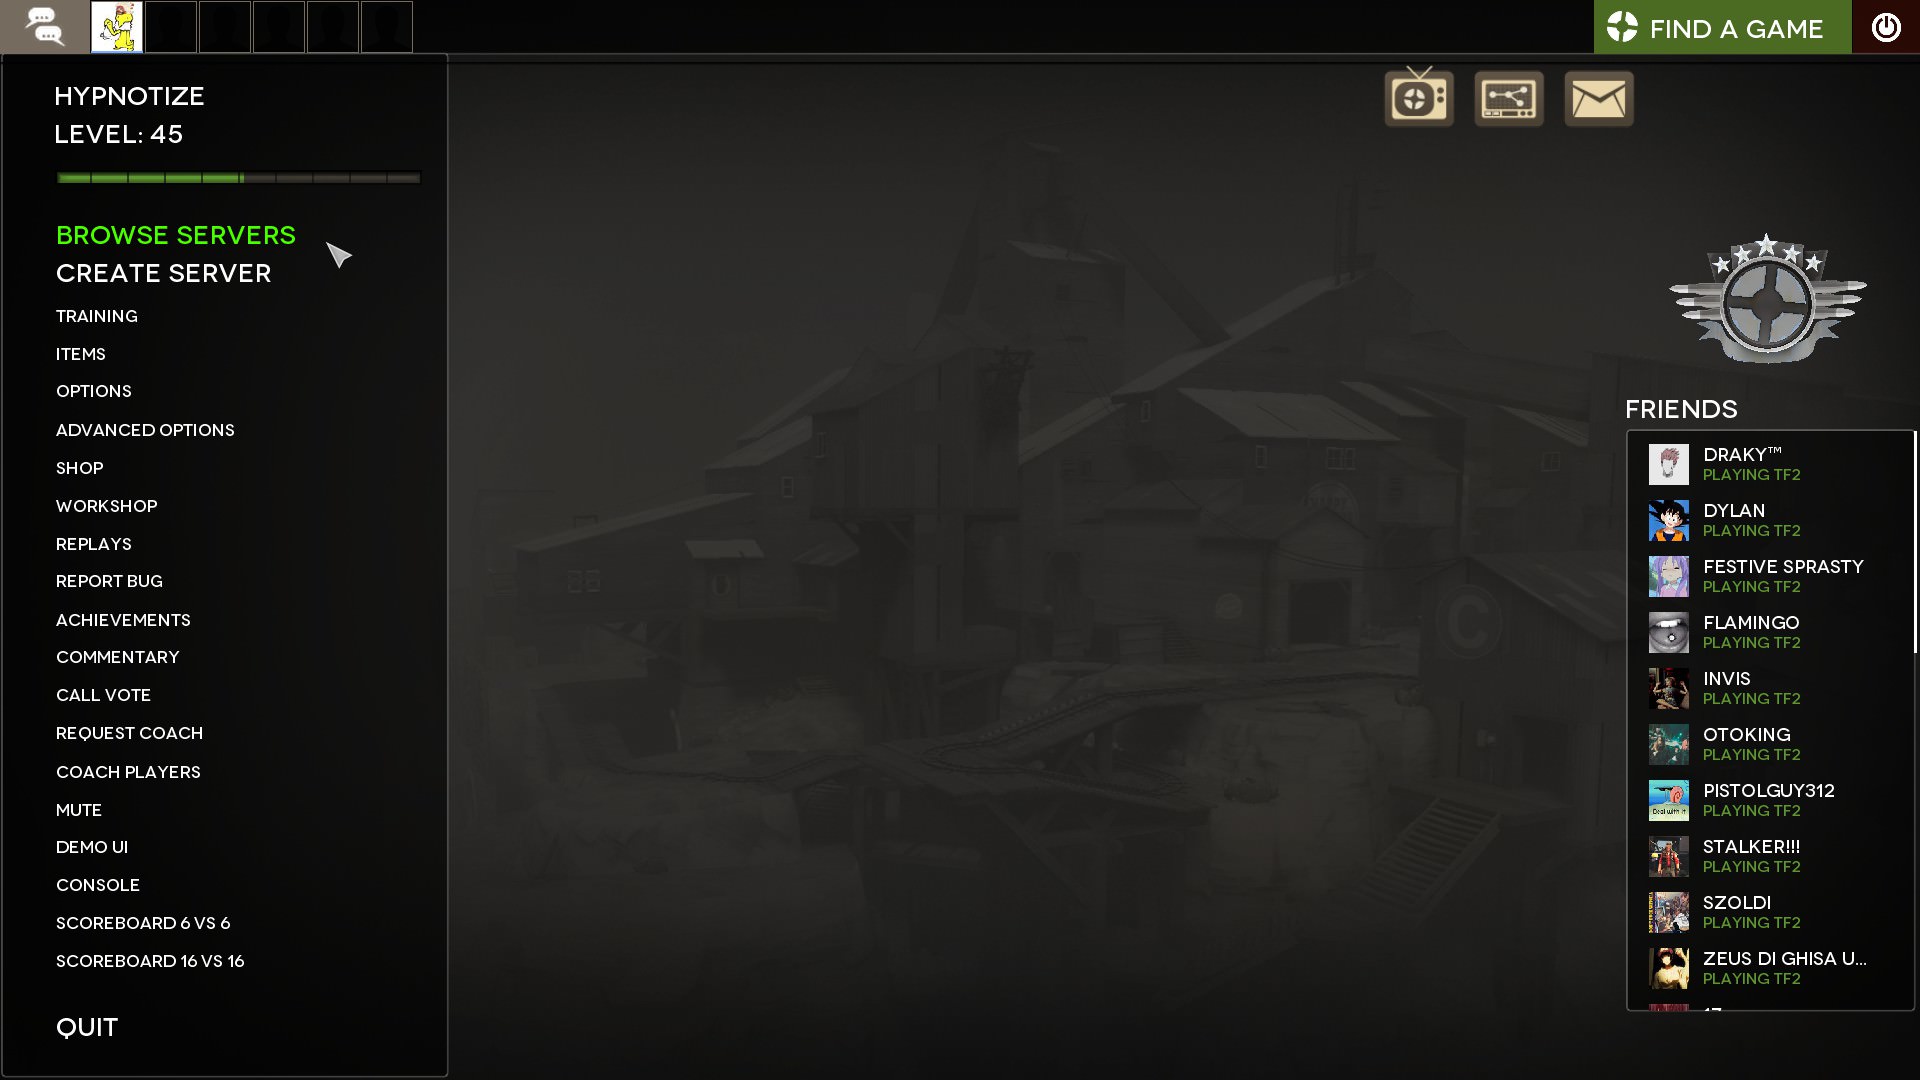 FIND A GAME
HYPNOTIZE
LEVEL: 45
BROWSE SERVERS
CREATE SERVER
TRAINING
ITEMS
OPTIONS
ADVANCED OPTIONS
SHOP
WORKSHOP
REPLAYS
REPORT BUG
ACHIEVEMENTS
COMMENTARY
CALL VOTE
REQUEST COACH
COACH PLAYERS
MUTE
DEMO UI
CONSOLE
SCOREBOARD 6 VS 6
SCOREBOARD 16 VS 16
QUIT
FRIENDS
DRAKY™
PLAYING TF2
DYLAN
PLAYING TF2
FESTIVE SPRASTY
PLAYING TF2
FLAMINGO
PLAYING TF2
INVIS
PLAYING TF2
OTOKING
PLAYING TF2
PISTOLGUY312
PLAYING TF2
Deal with it
STALKER!!!
PLAYING TF2
SZOLDI
PLAYING TF2
ZEUS DI GHISA U...
PLAYING TF2
C